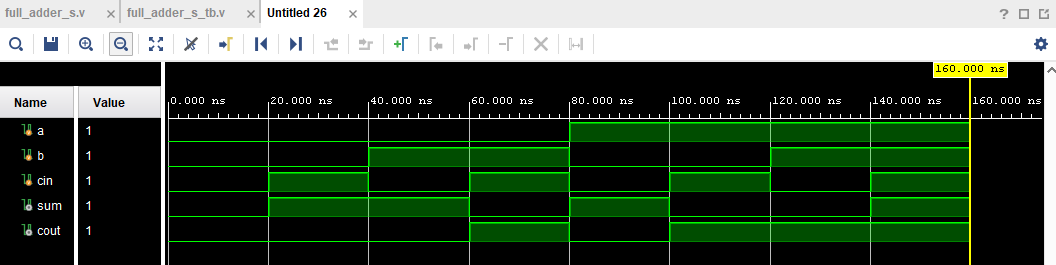 full_adder_s.v × full_adder_s_tb.v × Untitled 26 ×
?
160.000 ns
Name Value
0.000 ns 20.000 ns 40.000 ns 60.000 ns 80.000 ns 100.000 ns 120.000 ns 140.000 ns 160.000 ns
a 1
b 1
cin 1
sum 1
cout 1